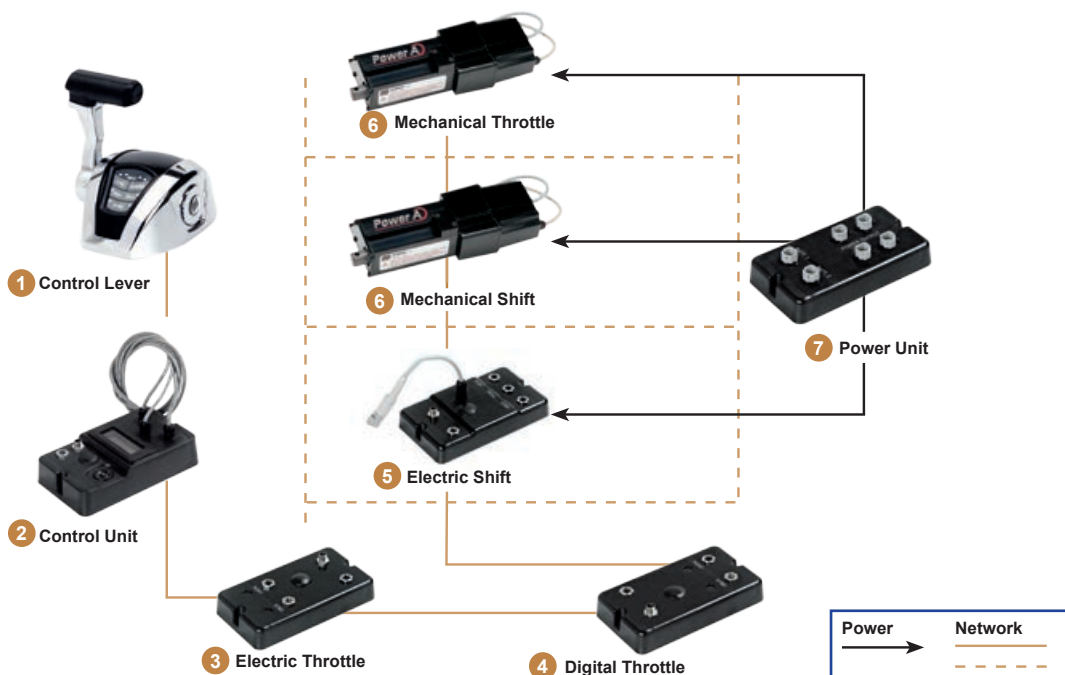 Power A
6 Mechanical Throttle
Power A
6 Mechanical Shift
1 Control Lever
7 Power Unit
5 Electric Shift
2 Control Unit
3 Electric Throttle
4 Digital Throttle
Power Network